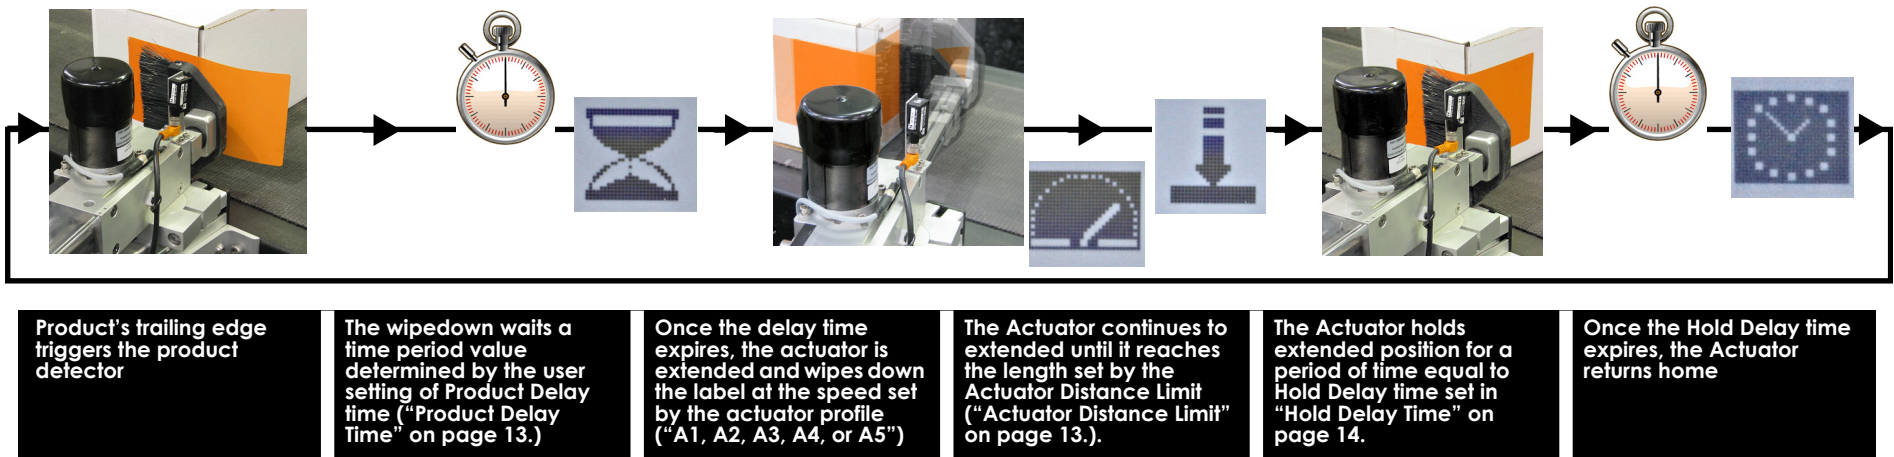 Product's trailing edge
triggers the product
detector
The wipedown waits a
time period value
determined by the user
setting of Product Delay
time (“Product Delay
Time” on page 13.)
Once the delay time
expires, the actuator is
extended and wipes down
the label at the speed set
by the actuator profile
(“A1, A2, A3, A4, or A5”)
The Actuator continues to
extended until it reaches
the length set by the
Actuator Distance Limit
(“Actuator Distance Limit”
on page 13.).
The Actuator holds
extended position for a
period of time equal to
Hold Delay time set in
“Hold Delay Time” on
page 14.
Once the Hold Delay time
expires, the Actuator
returns home